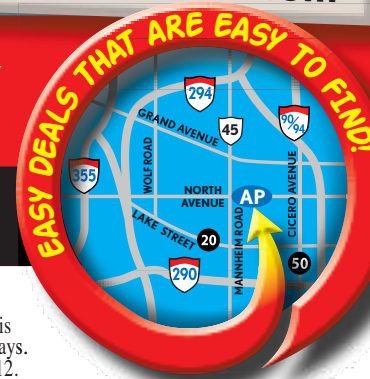 EASY DEALS THAT ARE EASY TO FIND!
294
GRAND AVENUE
45
90/94
355
WOLF ROAD
NORTH
AVENUE
AP
CICERO AVENUE
LAKE STREET
20
MANNHEIM ROAD
50
290
is
ays.
12.